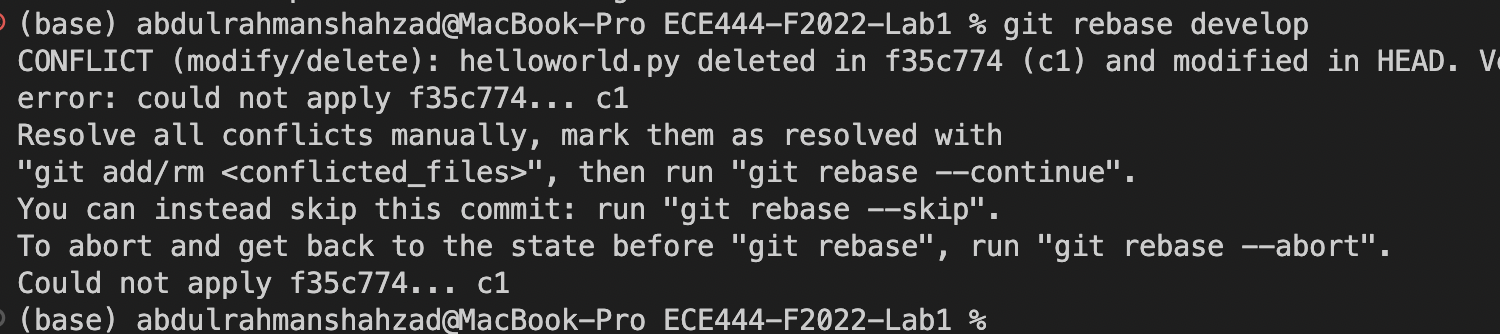 (base) abdulrahmanshahzad@MacBook-Pro ECE444-F2022-Lab1 % git rebase develop
CONFLICT (modify/delete): helloworld.py deleted in f35c774 (c1) and modified in HEAD.
error: could not apply f35c774... c1
Resolve all conflicts manually, mark them as resolved with
"git add/rm <conflicted_files>", then run "git rebase --continue".
You can instead skip this commit: run "git rebase --skip".
To abort and get back to the state before "git rebase", run "git rebase --abort".
Could not apply f35c774... c1
(base) abdulrahmanshahzad@MacBook-Pro ECE444-F2022-Lab1 %